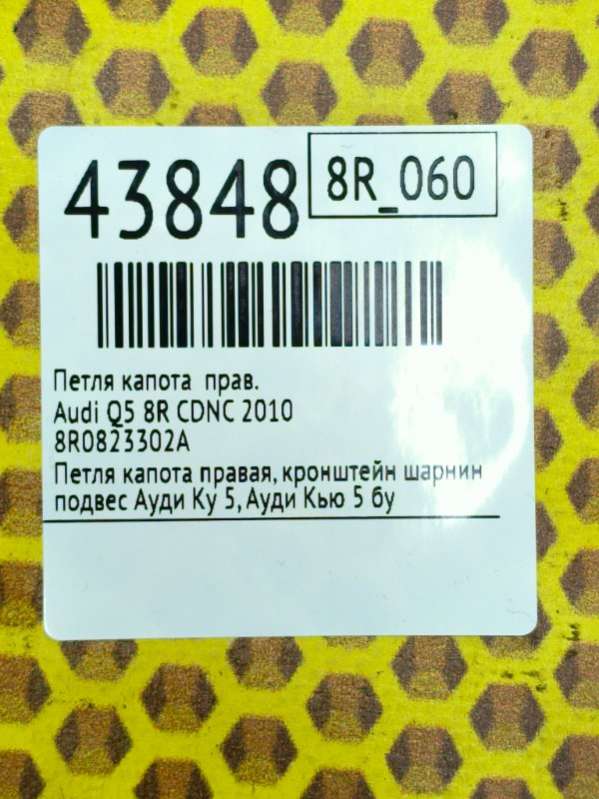 43848
8R_060
Петля капота прав.
Audi Q5 8R CDNC 2010
8R0823302A
Петля капота правая, кронштейн шарнин
подвес Ауди Ку 5, Ауди Кью 5 бу